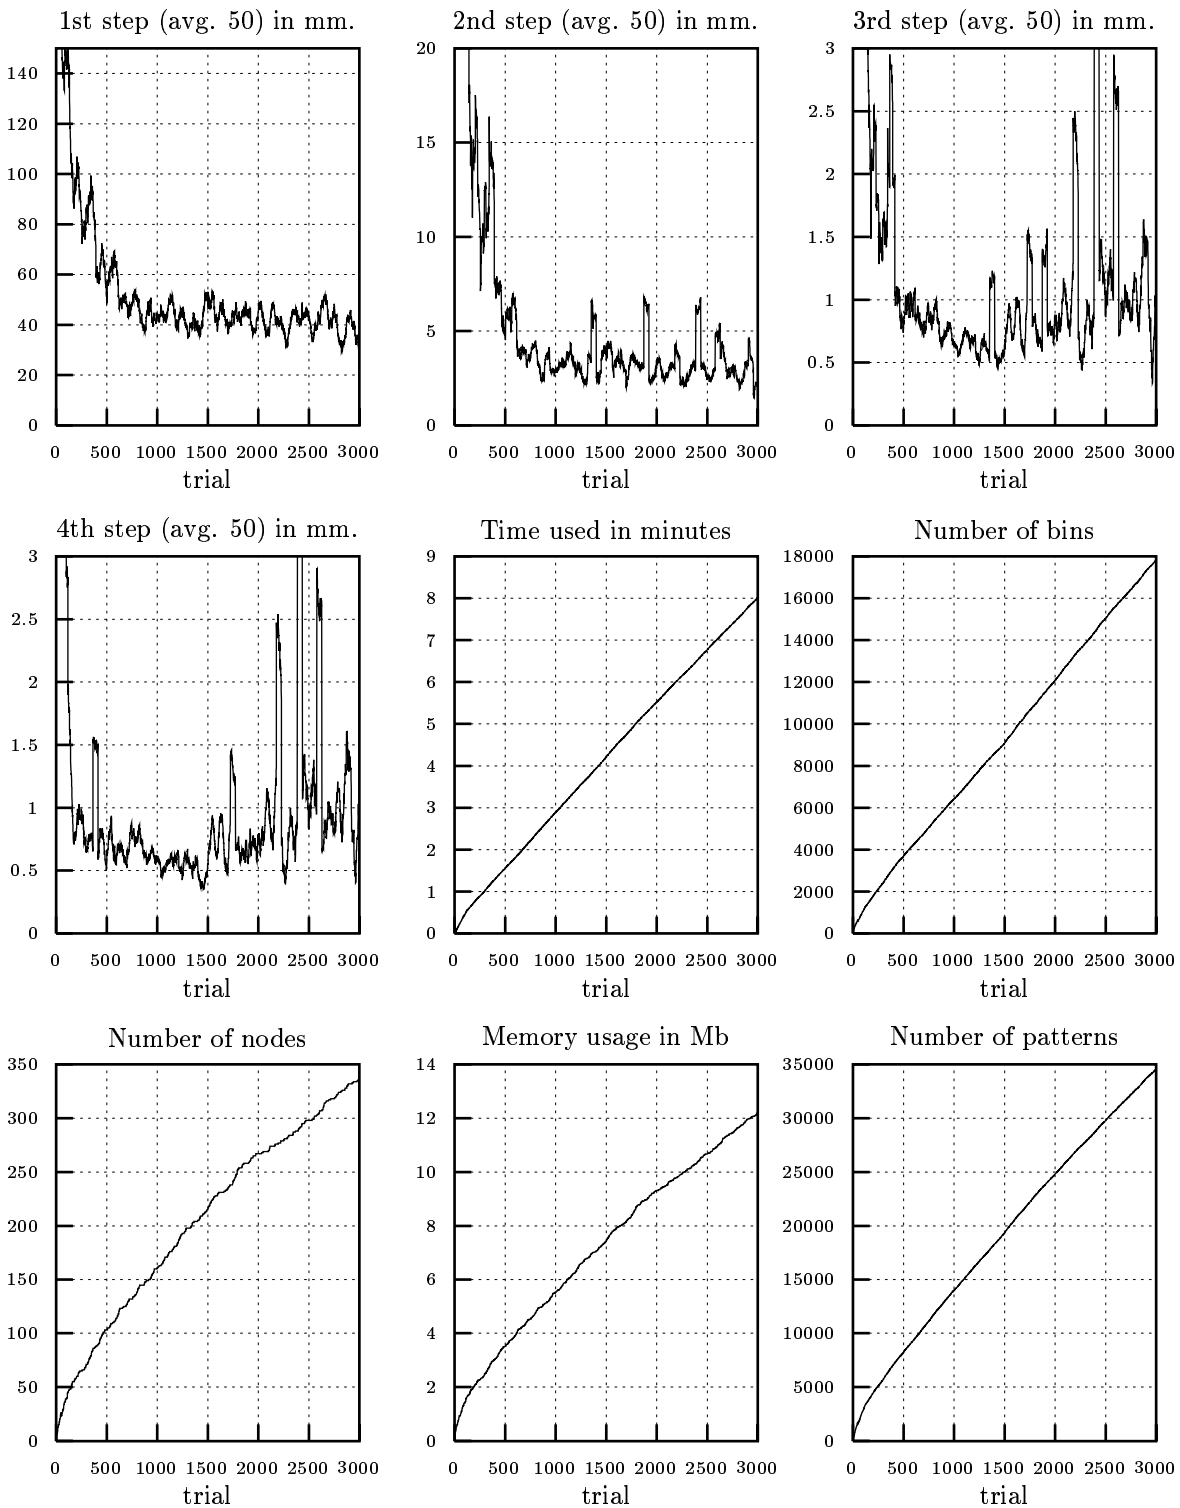 1st step (avg. 50) in mm.
140
120
100
80
60
40
20
0
0 500 1000 1500 2000 2500 3000
trial
2nd step (avg. 50) in mm.
20
15
10
5
0
0 500 1000 1500 2000 2500 3000
trial
3rd step (avg. 50) in mm.
3
2.5
2
1.5
1
0.5
0
0 500 1000 1500 2000 2500 3000
trial
4th step (avg. 50) in mm.
3
2.5
2
1.5
1
0.5
0
0 500 1000 1500 2000 2500 3000
trial
Time used in minutes
9
8
7
6
5
4
3
2
1
0
0 500 1000 1500 2000 2500 3000
trial
Number of bins
18000
16000
14000
12000
10000
8000
6000
4000
2000
0
0 500 1000 1500 2000 2500 3000
trial
Number of nodes
350
300
250
200
150
100
50
0
0 500 1000 1500 2000 2500 3000
trial
Memory usage in Mb
14
12
10
8
6
4
2
0
0 500 1000 1500 2000 2500 3000
trial
Number of patterns
35000
30000
25000
20000
15000
10000
5000
0
0 500 1000 1500 2000 2500 3000
trial